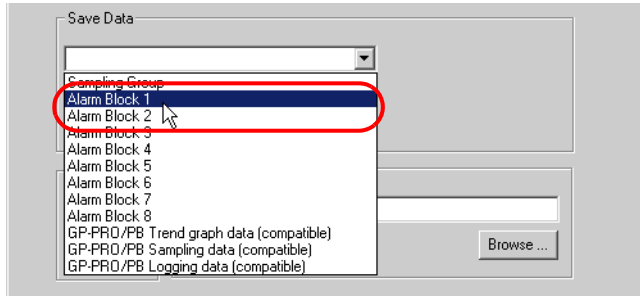 Save Data
Sampling Group
Alarm Block 1
Alarm Block 2
Alarm Block 3
Alarm Block 4
Alarm Block 5
Alarm Block 6
Alarm Block 7
Alarm Block 8
GP-PRO/PB Trend graph data (compatible)
GP-PRO/PB Sampling data (compatible)
GP-PRO/PB Logging data (compatible)
Browse ...